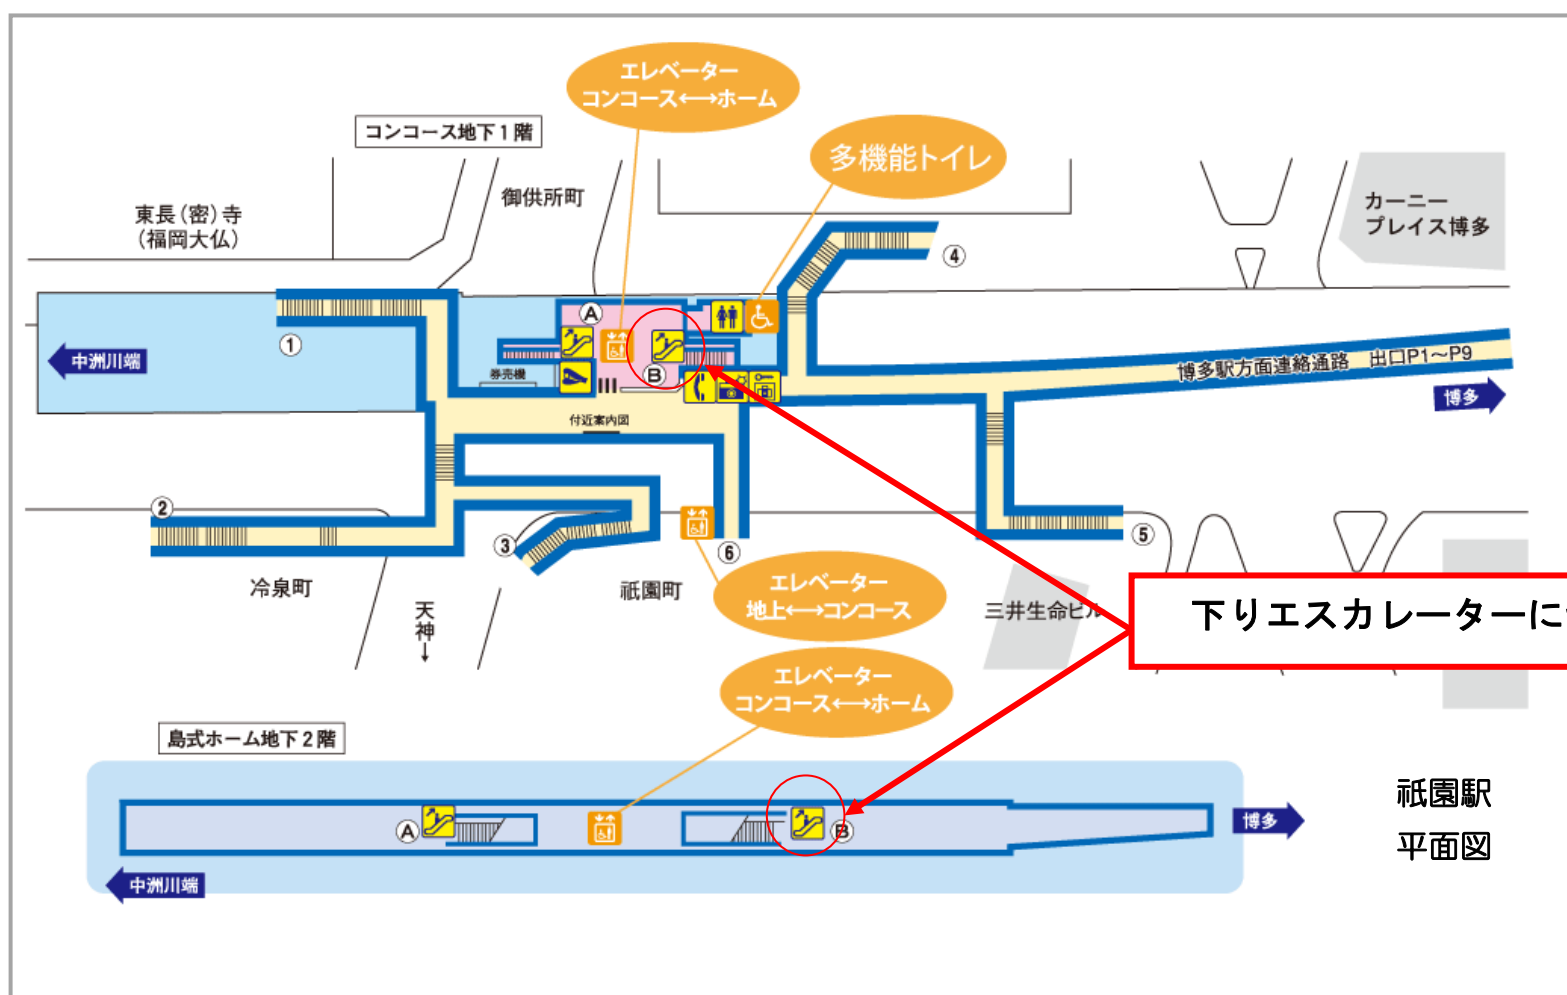 エレベーター
コンコース←→ホーム
コンコース地下1階
多機能トイレ
御供所町
東長(密)寺
(福岡大仏)
カーニー
プレイス博多
④
Ⓐ
①
中洲川端
Ⓑ
券売機
博多駅方面連絡通路 出口P1~P9
博多
付近案内図
②
③
⑥
⑤
冷泉町
祇園町
エレベーター
地上←→コンコース
天神→
三井生命ビル
下りエスカレーターに
エレベーター
コンコース←→ホーム
島式ホーム地下2階
Ⓐ
Ⓑ
博多
中洲川端
祇園駅
平面図